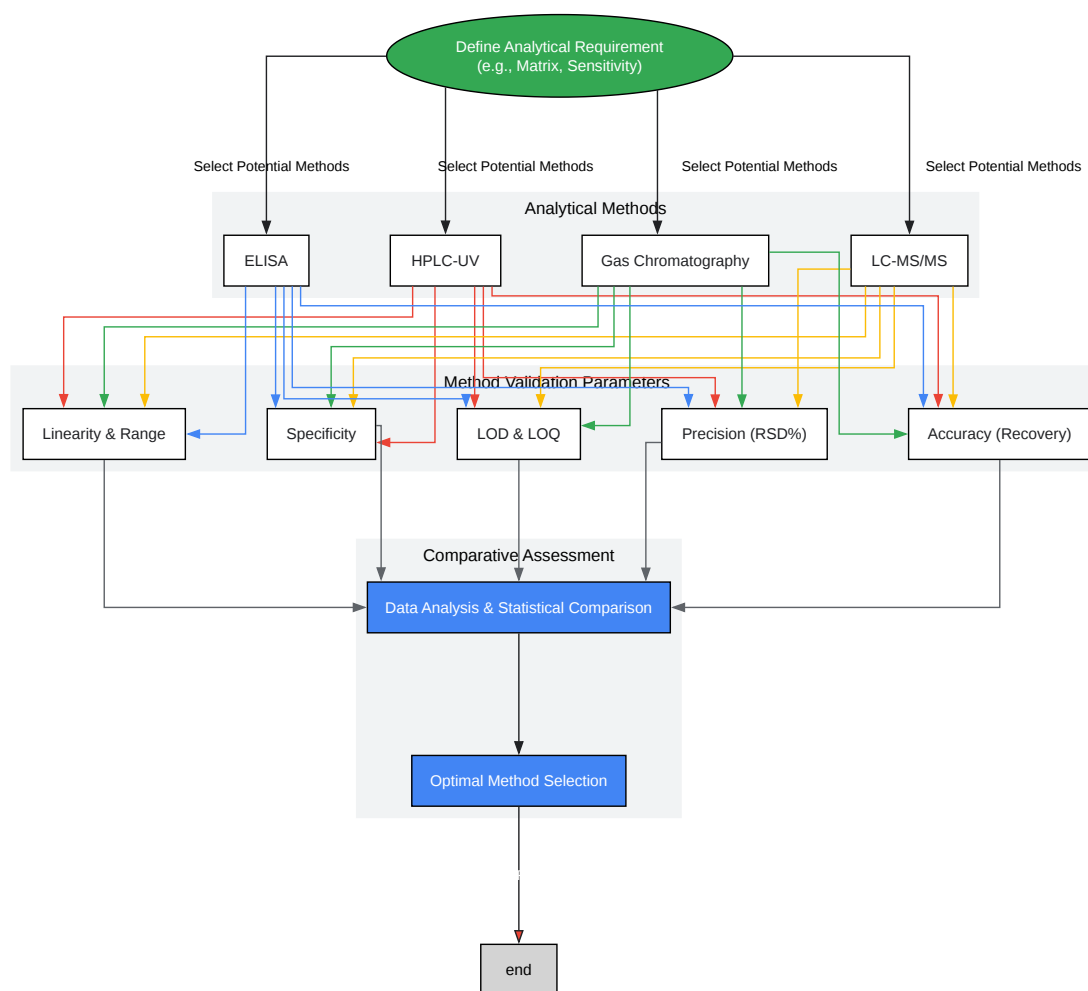 Define Analytical Requirement
(e.g., Matrix, Sensitivity)
Select Potential Methods
Select Potential Methods
Select Potential Methods
Select Potential Methods
Analytical Methods
ELISA
HPLC-UV
Gas Chromatography
LC-MS/MS
Method Validation Parameters
Linearity & Range
Specificity
LOD & LOQ
Precision (RSD%)
Accuracy (Recovery)
Comparative Assessment
Data Analysis & Statistical Comparison
Optimal Method Selection
end